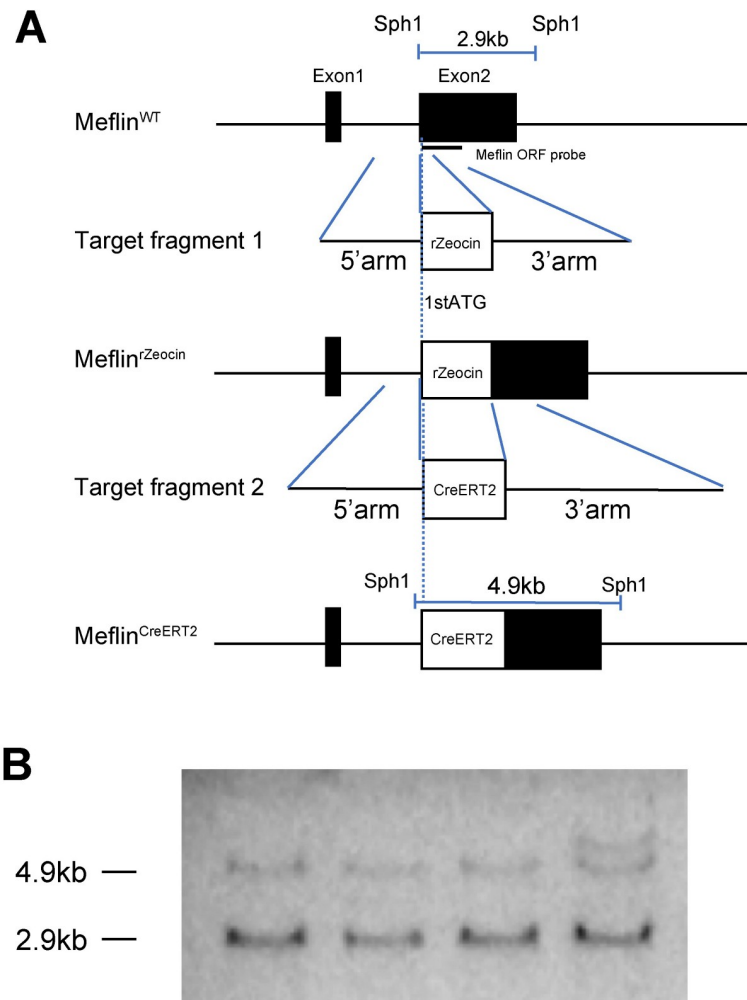 A
Sph1 2.9kb Sph1
Exon1 Exon2
Meflin^WT
Meflin ORF probe
Target fragment 1 rZeocin
5’arm 3’arm
1stATG
Meflin^rZeocin rZeocin
Target fragment 2 CreERT2
5’arm 3’arm
Sph1 4.9kb Sph1
Meflin^CreERT2 CreERT2
B
4.9kb
2.9kb